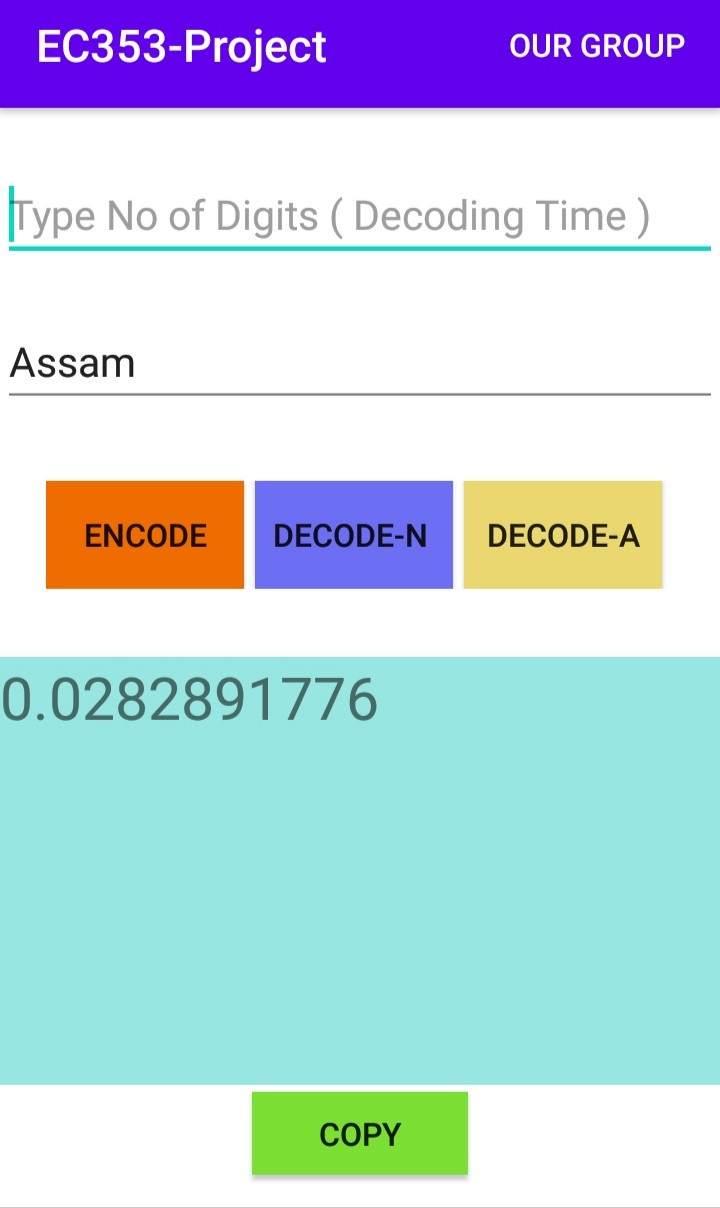 EC353-Project OUR GROUP
Type No of Digits ( Decoding Time )
Assam
ENCODE DECODE-N DECODE-A
0.0282891776
COPY